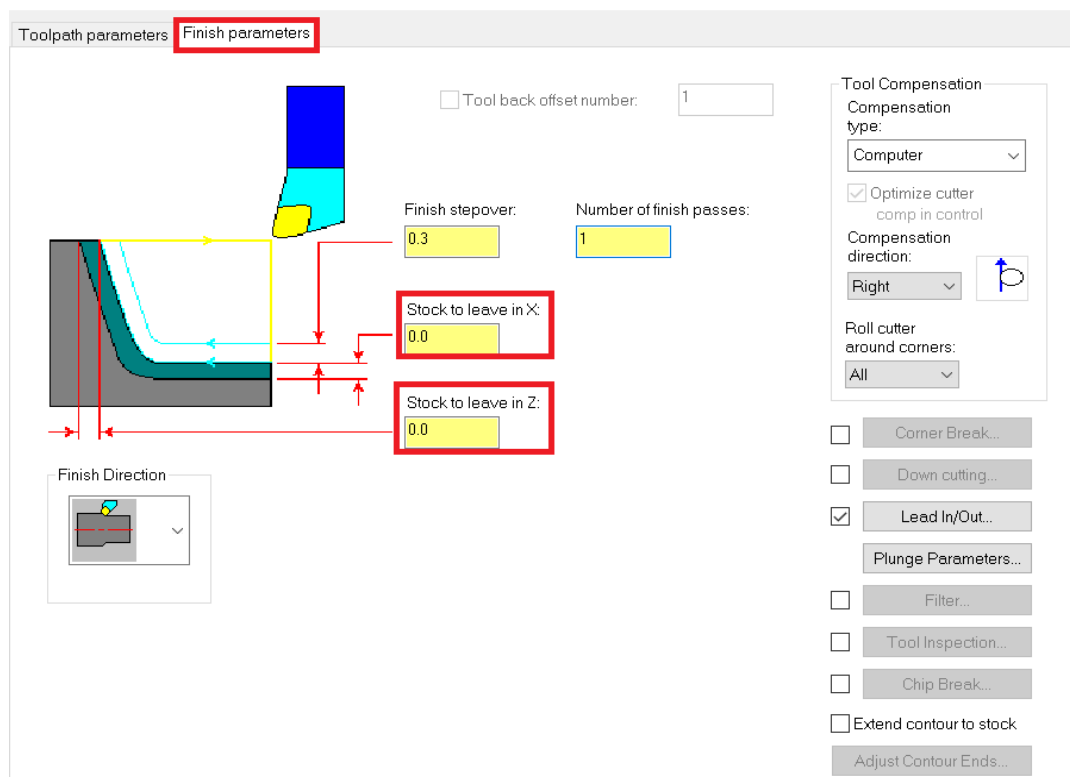 Toolpath parameters
Finish parameters
Tool back offset number:
1
Finish stepover:
0.3
Number of finish passes:
1
Stock to leave in X:
0.0
Stock to leave in Z:
0.0
Finish Direction
Tool Compensation
Compensation
type:
Computer
Optimize cutter
comp in control
Compensation
direction:
Right
Roll cutter
around corners:
All
Corner Break...
Down cutting...
Lead In/Out...
Plunge Parameters...
Filter...
Tool Inspection...
Chip Break...
Extend contour to stock
Adjust Contour Ends...